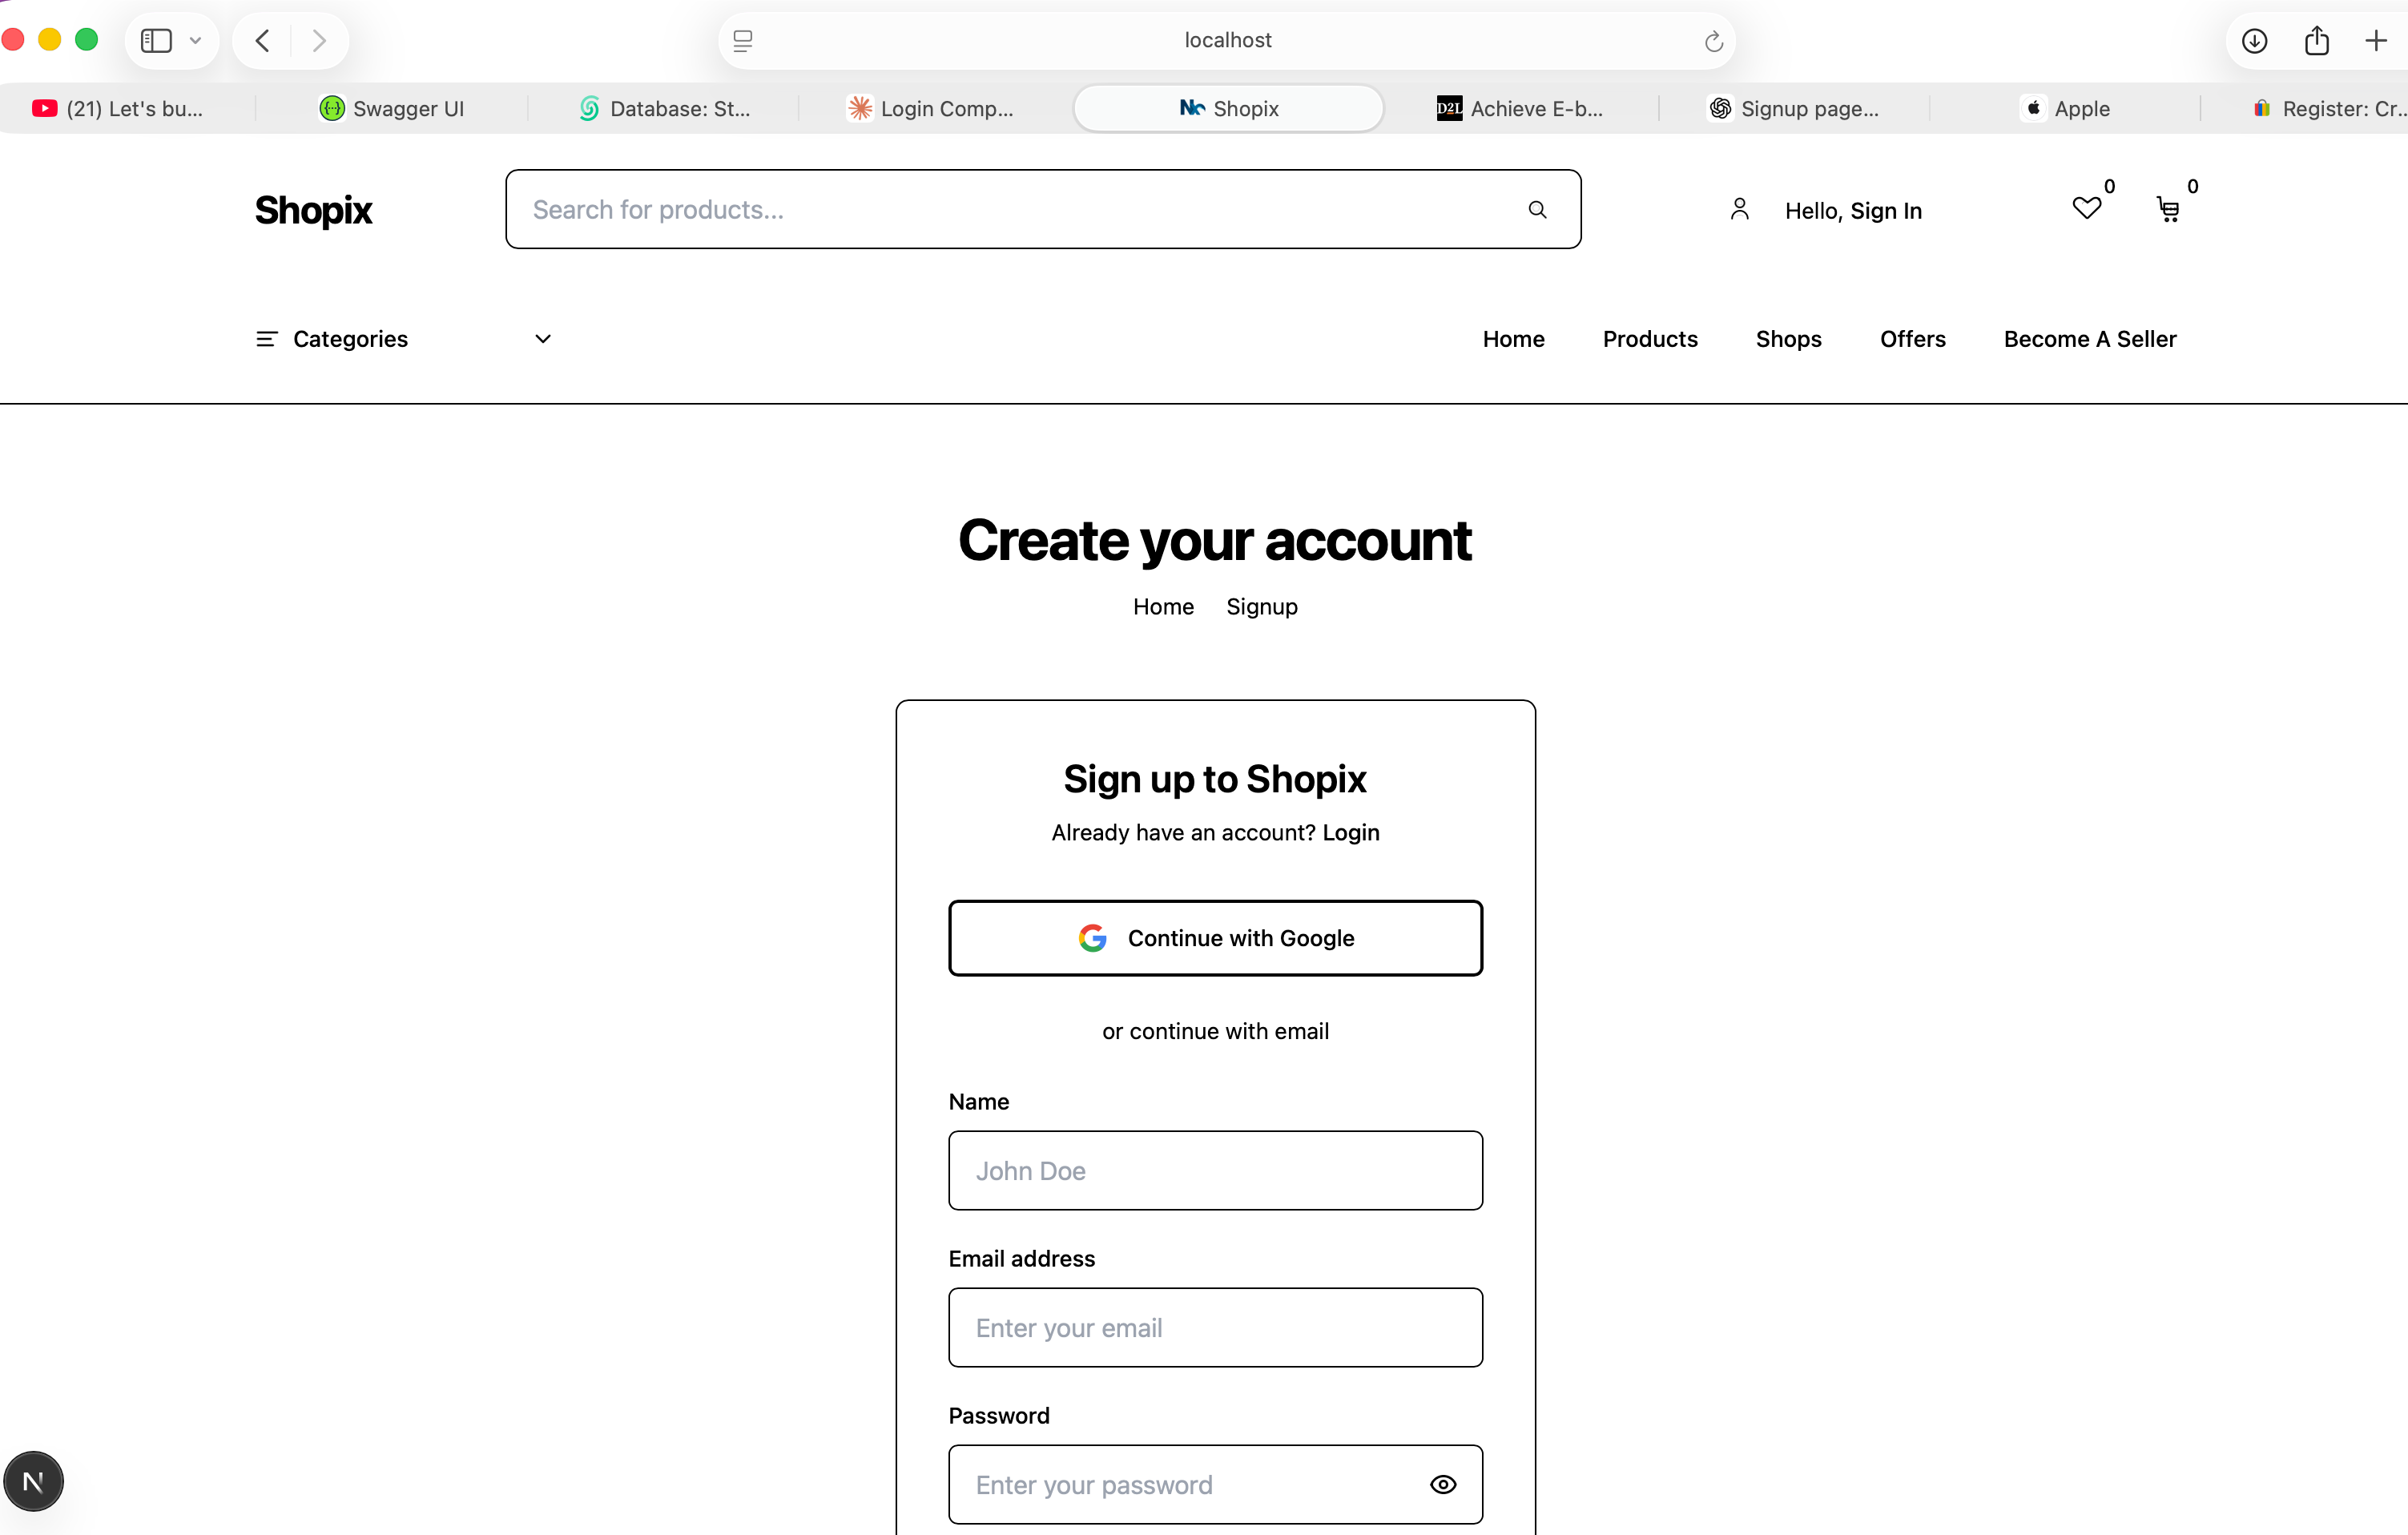 localhost
(21) Let's bu...
Swagger UI
Database: St...
Login Comp...
Shopix
D2L Achieve E-b...
Signup page...
Apple
Register: Cr...
Shopix
Search for products...
Hello, Sign In
0
0
Categories
Home
Products
Shops
Offers
Become A Seller
Create your account
Home Signup
Sign up to Shopix
Already have an account? Login
Continue with Google
or continue with email
Name
John Doe
Email address
Enter your email
Password
Enter your password
N